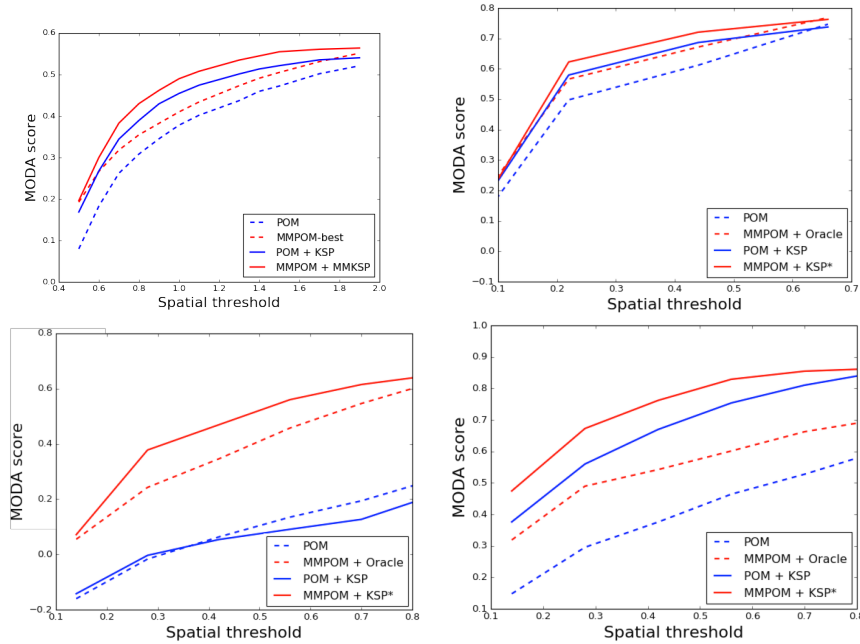 0.6
0.5
0.4
0.3
0.2
0.1
0.0
MODA score
0.4 0.6 0.8 1.0 1.2 1.4 1.6 1.8 2.0
Spatial threshold
POM
MMPOM-best
POM + KSP
MMPOM + MMKSP
0.8
0.7
0.6
0.5
0.4
0.3
0.2
0.1
0.0
−0.1
MODA score
0.1 0.2 0.3 0.4 0.5 0.6 0.7
Spatial threshold
POM
MMPOM + Oracle
POM + KSP
MMPOM + KSP*
0.8
0.6
0.4
0.2
0.0
−0.2
MODA score
0.1 0.2 0.3 0.4 0.5 0.6 0.7 0.8
Spatial threshold
POM
MMPOM + Oracle
POM + KSP
MMPOM + KSP*
1.0
0.9
0.8
0.7
0.6
0.5
0.4
0.3
0.2
0.1
MODA score
0.1 0.2 0.3 0.4 0.5 0.6 0.7 0.8
Spatial threshold
POM
MMPOM + Oracle
POM + KSP
MMPOM + KSP*